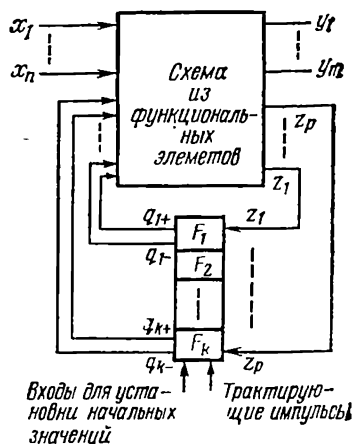 x1
y1
xn
ym
Схема
из
функциональ-
ных
элеметов
zp
z1
q1+
F1
z1
q1-
F2
qk+
Fk
qk-
zp
Входы для уста-
новки начальных
значений
Трактирую-
щие импульсы